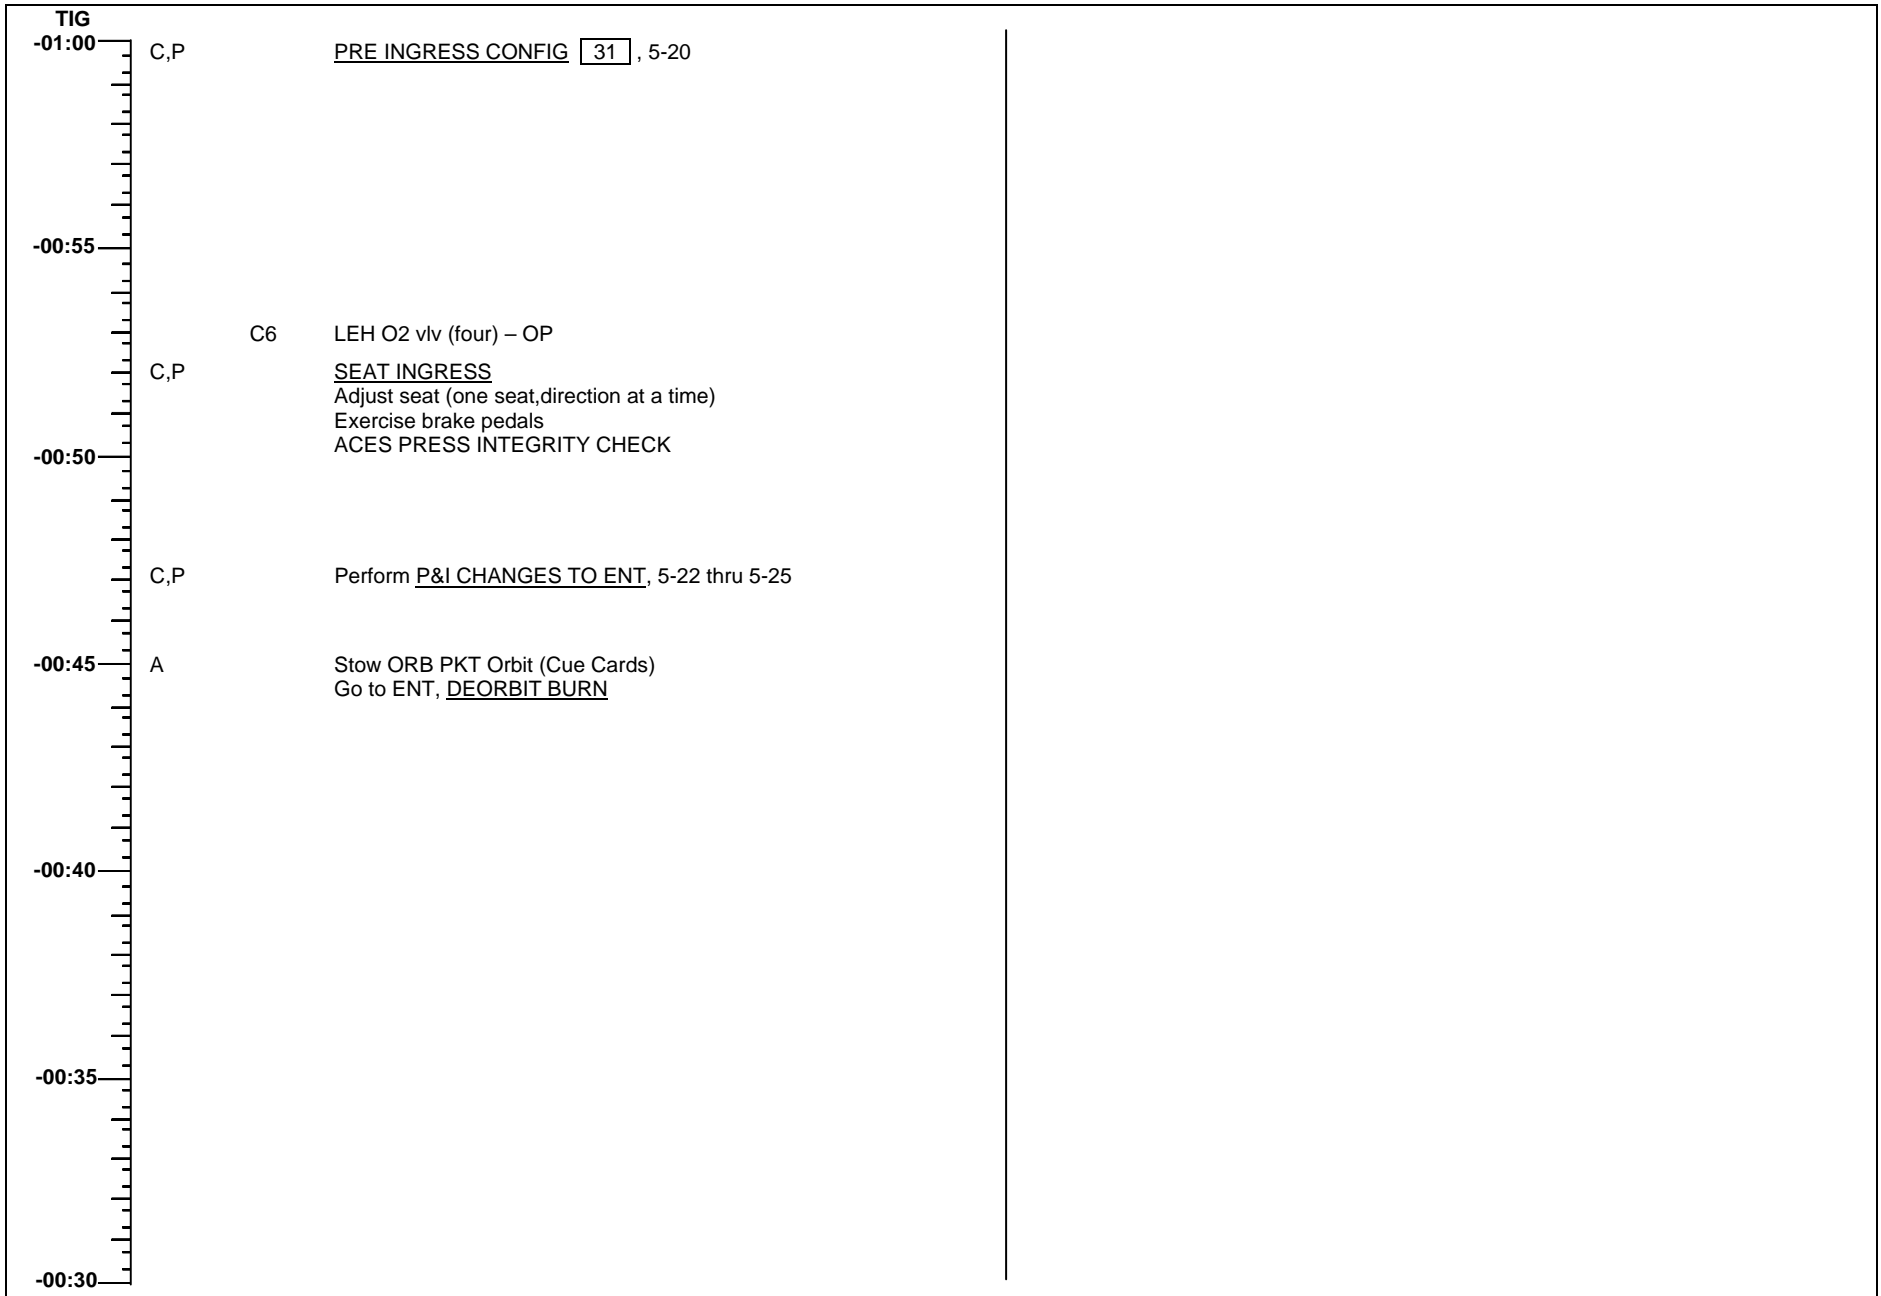 TIG
-01:00
C,P PRE INGRESS CONFIG 31 , 5-20
-00:55
C6 LEH O2 vlv (four) – OP
C,P SEAT INGRESS
Adjust seat (one seat,direction at a time)
Exercise brake pedals
ACES PRESS INTEGRITY CHECK
-00:50
C,P Perform P&I CHANGES TO ENT, 5-22 thru 5-25
-00:45 A Stow ORB PKT Orbit (Cue Cards)
Go to ENT, DEORBIT BURN
-00:40
-00:35
-00:30